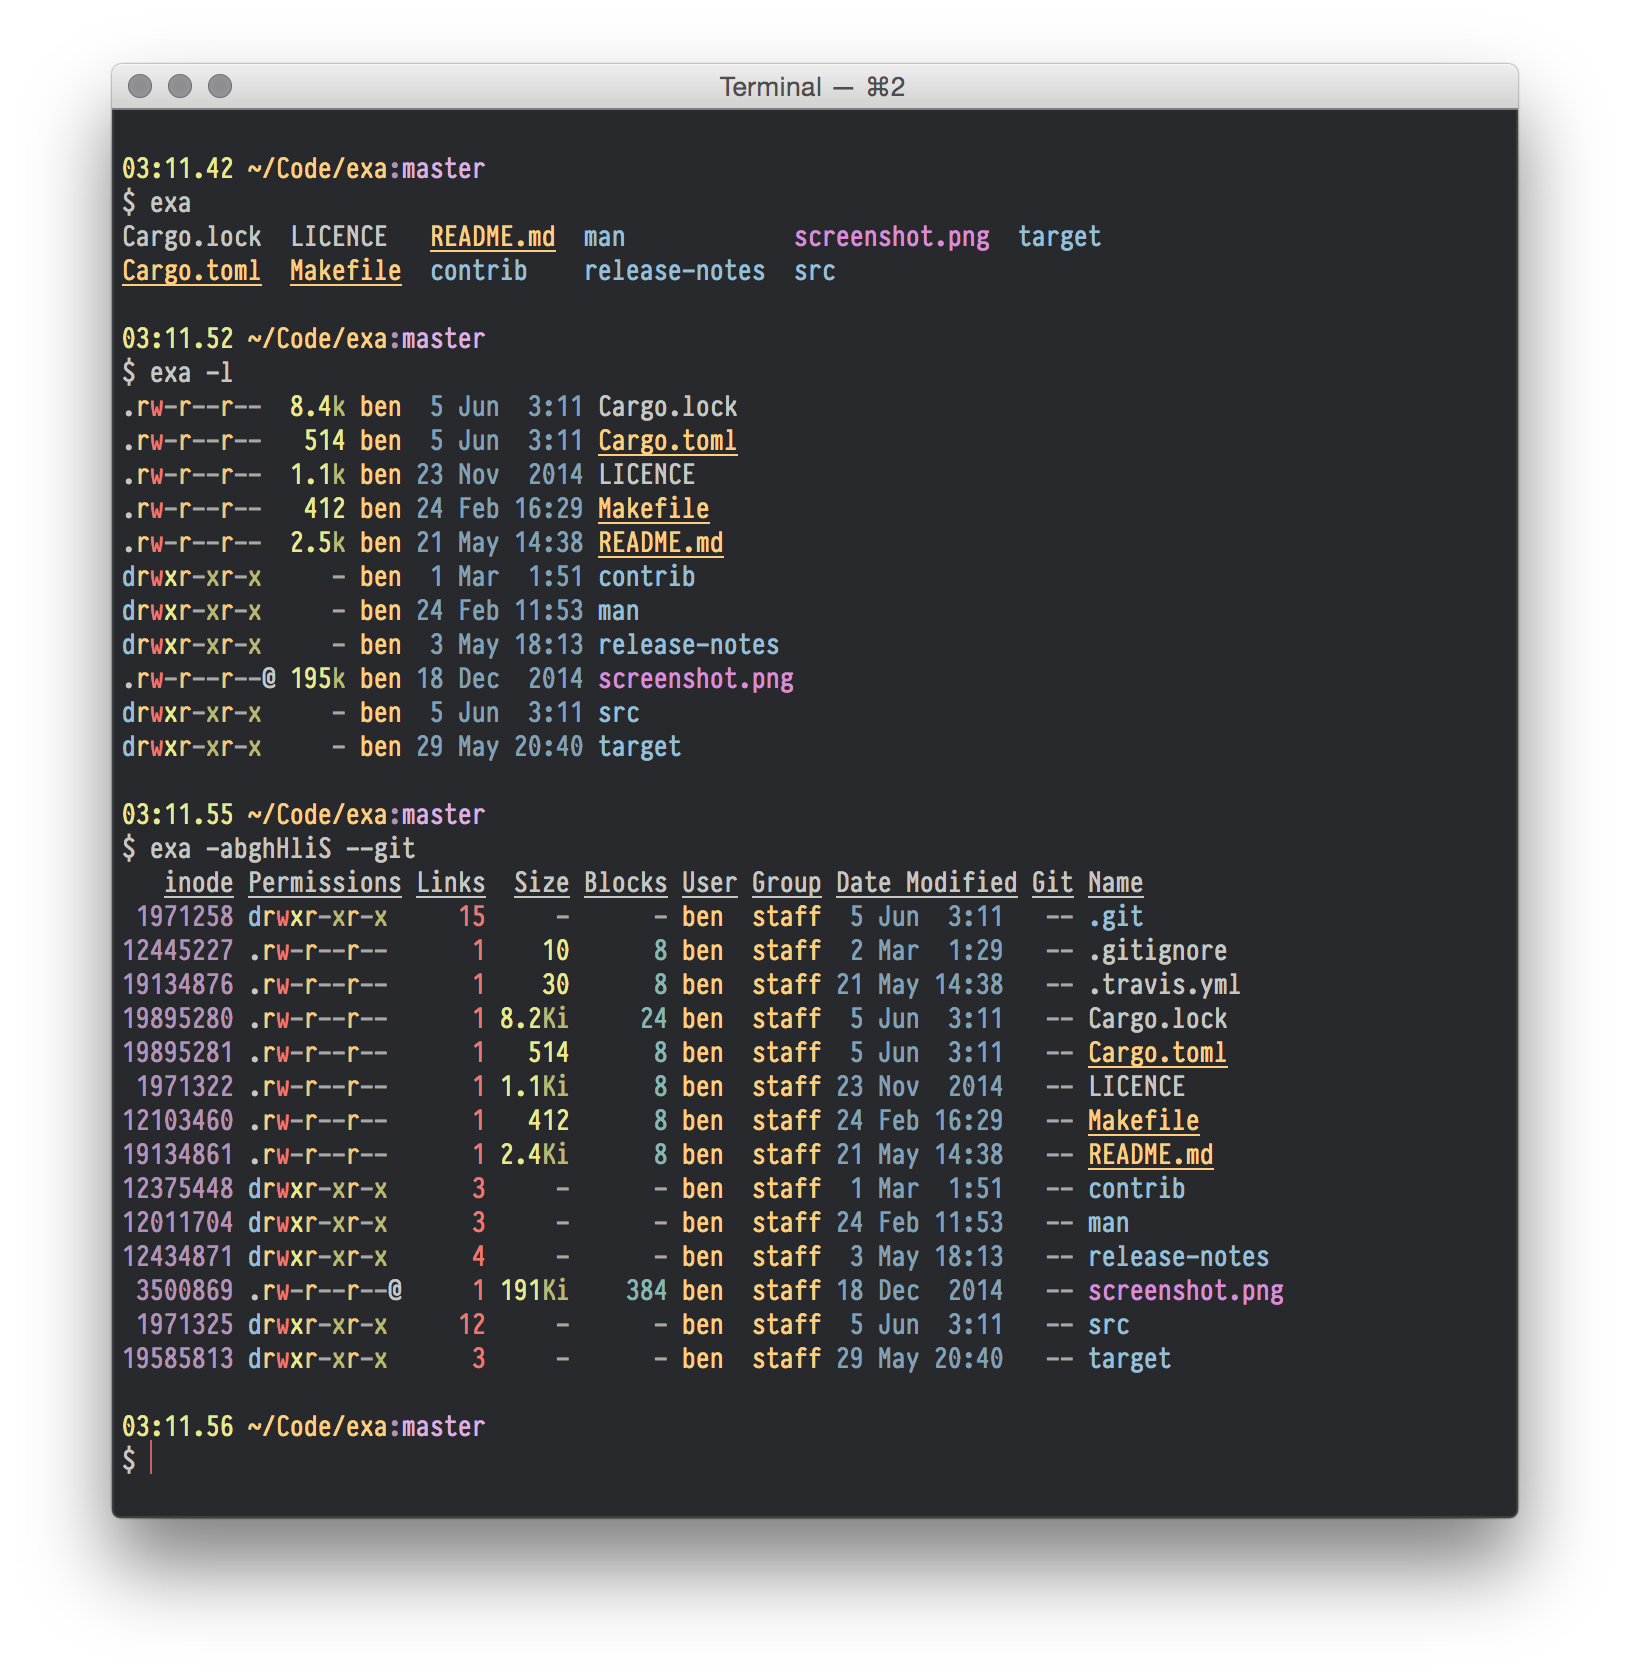 Terminal — ⌘2
03:11.42 ~/Code/exa:master
$ exa
Cargo.lock  LICENCE   README.md  man            screenshot.png  target
Cargo.toml  Makefile  contrib    release-notes  src
03:11.52 ~/Code/exa:master
$ exa -l
.rw-r--r--  8.4k ben  5 Jun  3:11 Cargo.lock
.rw-r--r--   514 ben  5 Jun  3:11 Cargo.toml
.rw-r--r--  1.1k ben 23 Nov  2014 LICENCE
.rw-r--r--   412 ben 24 Feb 16:29 Makefile
.rw-r--r--  2.5k ben 21 May 14:38 README.md
drwxr-xr-x     - ben  1 Mar  1:51 contrib
drwxr-xr-x     - ben 24 Feb 11:53 man
drwxr-xr-x     - ben  3 May 18:13 release-notes
.rw-r--r--@ 195k ben 18 Dec  2014 screenshot.png
drwxr-xr-x     - ben  5 Jun  3:11 src
drwxr-xr-x     - ben 29 May 20:40 target
03:11.55 ~/Code/exa:master
$ exa -abghHliS --git
   inode Permissions Links  Size Blocks User Group Date Modified Git Name
 1971258 drwxr-xr-x     15     -      - ben  staff  5 Jun  3:11   -- .git
12445227 .rw-r--r--      1    10      8 ben  staff  2 Mar  1:29   -- .gitignore
19134876 .rw-r--r--      1    30      8 ben  staff 21 May 14:38   -- .travis.yml
19895280 .rw-r--r--      1 8.2Ki     24 ben  staff  5 Jun  3:11   -- Cargo.lock
19895281 .rw-r--r--      1   514      8 ben  staff  5 Jun  3:11   -- Cargo.toml
 1971322 .rw-r--r--      1 1.1Ki      8 ben  staff 23 Nov  2014   -- LICENCE
12103460 .rw-r--r--      1   412      8 ben  staff 24 Feb 16:29   -- Makefile
19134861 .rw-r--r--      1 2.4Ki      8 ben  staff 21 May 14:38   -- README.md
12375448 drwxr-xr-x      3     -      - ben  staff  1 Mar  1:51   -- contrib
12011704 drwxr-xr-x      3     -      - ben  staff 24 Feb 11:53   -- man
12434871 drwxr-xr-x      4     -      - ben  staff  3 May 18:13   -- release-notes
 3500869 .rw-r--r--@     1 191Ki    384 ben  staff 18 Dec  2014   -- screenshot.png
 1971325 drwxr-xr-x     12     -      - ben  staff  5 Jun  3:11   -- src
19585813 drwxr-xr-x      3     -      - ben  staff 29 May 20:40   -- target
03:11.56 ~/Code/exa:master
$